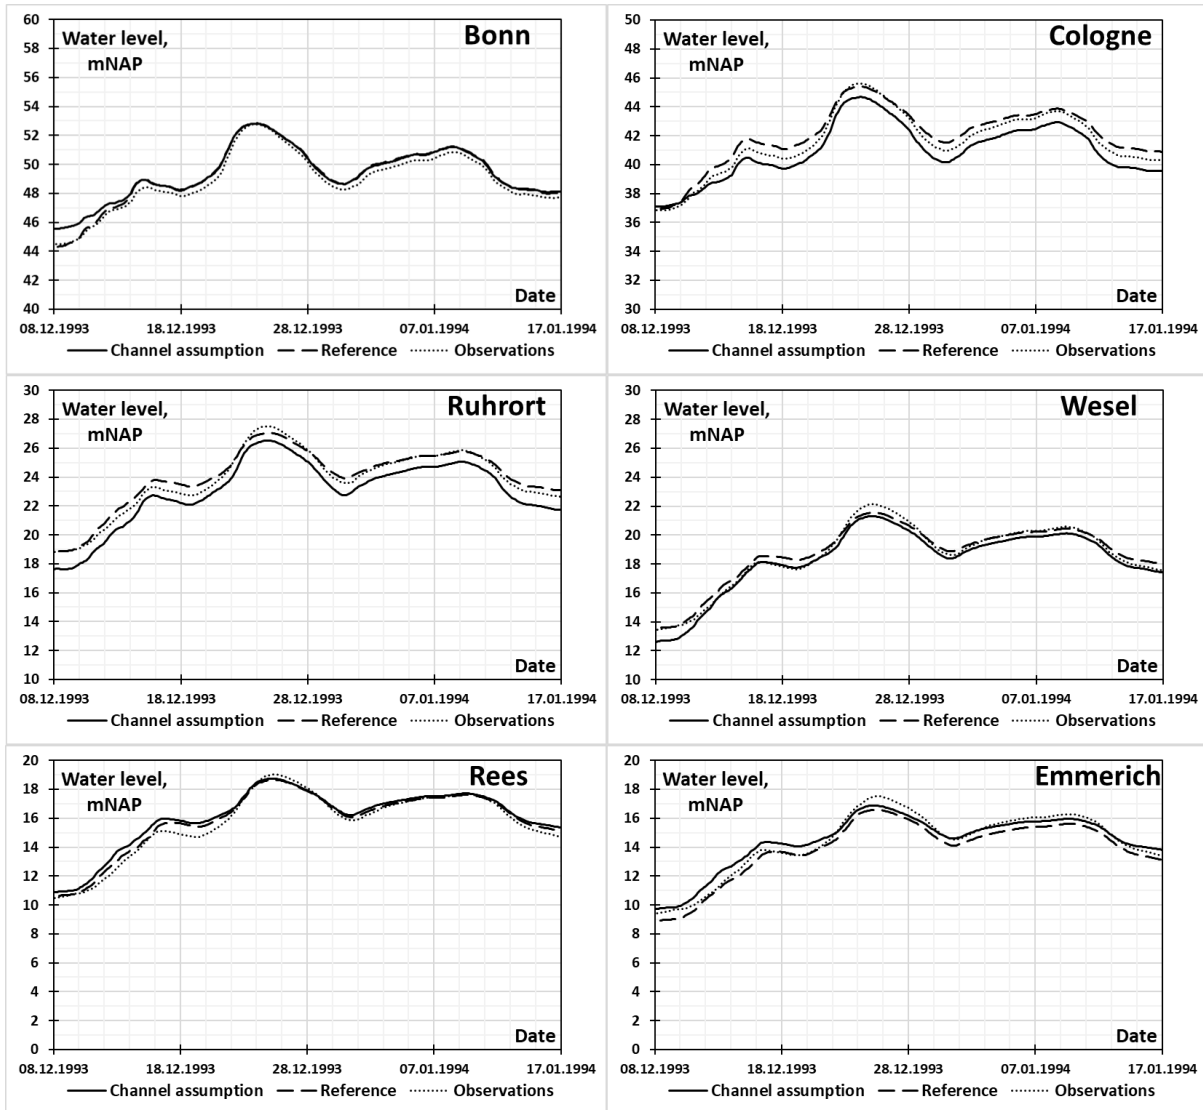 Bonn
Water level,
mNAP
60
58
56
54
52
50
48
46
44
42
40
Date
08.12.1993 18.12.1993 28.12.1993 07.01.1994 17.01.1994
Channel assumption Reference Observations
Cologne
Water level,
mNAP
50
48
46
44
42
40
38
36
34
32
30
Date
08.12.1993 18.12.1993 28.12.1993 07.01.1994 17.01.1994
Channel assumption Reference Observations
Ruhrort
Water level,
mNAP
30
28
26
24
22
20
18
16
14
12
10
Date
08.12.1993 18.12.1993 28.12.1993 07.01.1994 17.01.1994
Channel assumption Reference Observations
Wesel
Water level,
mNAP
30
28
26
24
22
20
18
16
14
12
10
Date
08.12.1993 18.12.1993 28.12.1993 07.01.1994 17.01.1994
Channel assumption Reference Observations
Rees
Water level,
mNAP
20
18
16
14
12
10
8
6
4
2
0
Date
08.12.1993 18.12.1993 28.12.1993 07.01.1994 17.01.1994
Channel assumption Reference Observations
Emmerich
Water level,
mNAP
20
18
16
14
12
10
8
6
4
2
0
Date
08.12.1993 18.12.1993 28.12.1993 07.01.1994 17.01.1994
Channel assumption Reference Observations